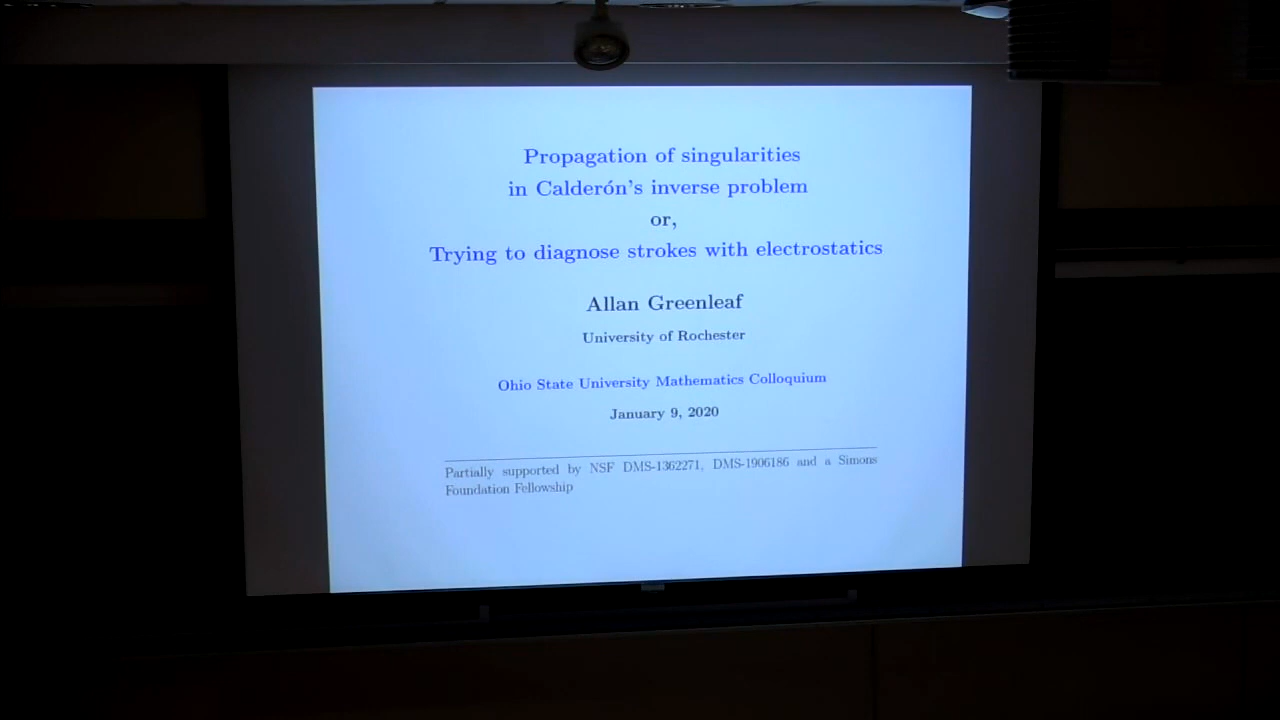 Propagation of singularities
in Calderón's inverse problem
or,
Trying to diagnose strokes with electrostatics
Allan Greenleaf
University of Rochester
Ohio State University Mathematics Colloquium
January 9, 2020
Partially supported by NSF DMS-1362271, DMS-1906186 and a Simons
Foundation Fellowship